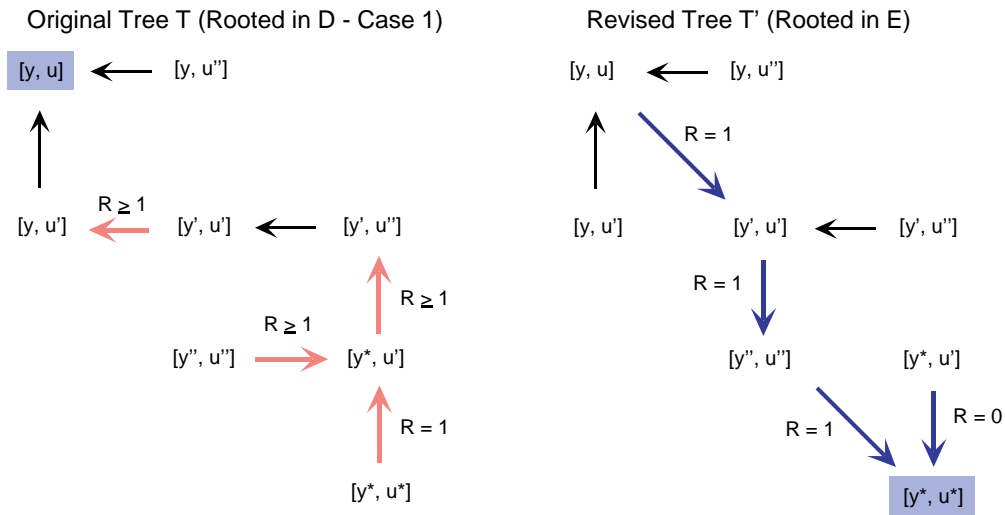 Original Tree T (Rooted in D - Case 1)
[y, u]
[y, u'']
R ≥ 1
[y, u']
[y', u']
[y', u'']
R ≥ 1
R ≥ 1
[y'', u'']
[y*, u']
R = 1
[y*, u*]
Revised Tree T’ (Rooted in E)
[y, u]
[y, u'']
R = 1
[y, u']
[y', u']
[y', u'']
R = 1
[y'', u'']
[y*, u']
R = 1
R = 0
[y*, u*]